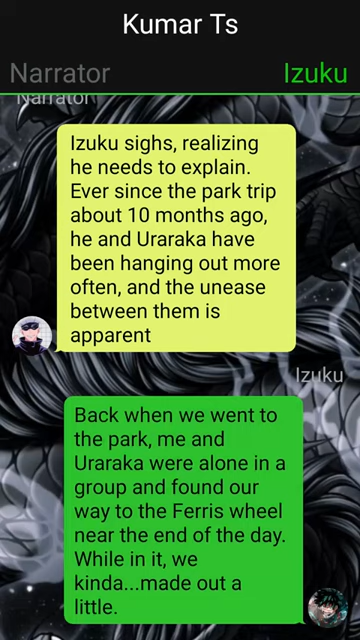 Kumar Ts
Narrator Izuku
Narrator
Izuku sighs, realizing
he needs to explain.
Ever since the park trip
about 10 months ago,
he and Uraraka have
been hanging out more
often, and the unease
between them is
apparent
Izuku
Back when we went to
the park, me and
Uraraka were alone in a
group and found our
way to the Ferris wheel
near the end of the day.
While in it, we
kinda...made out a
little.